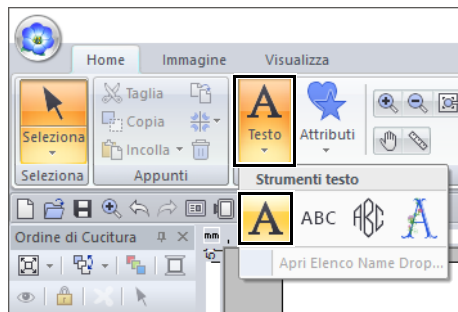 Home Immagine Visualizza
Seleziona
Taglia
Copia
Incolla
Testo
Attributi
Seleziona Appunti
Strumenti testo
A ABC ABC A
Ordine di Cucitura
mm
Apri Elenco Name Drop...